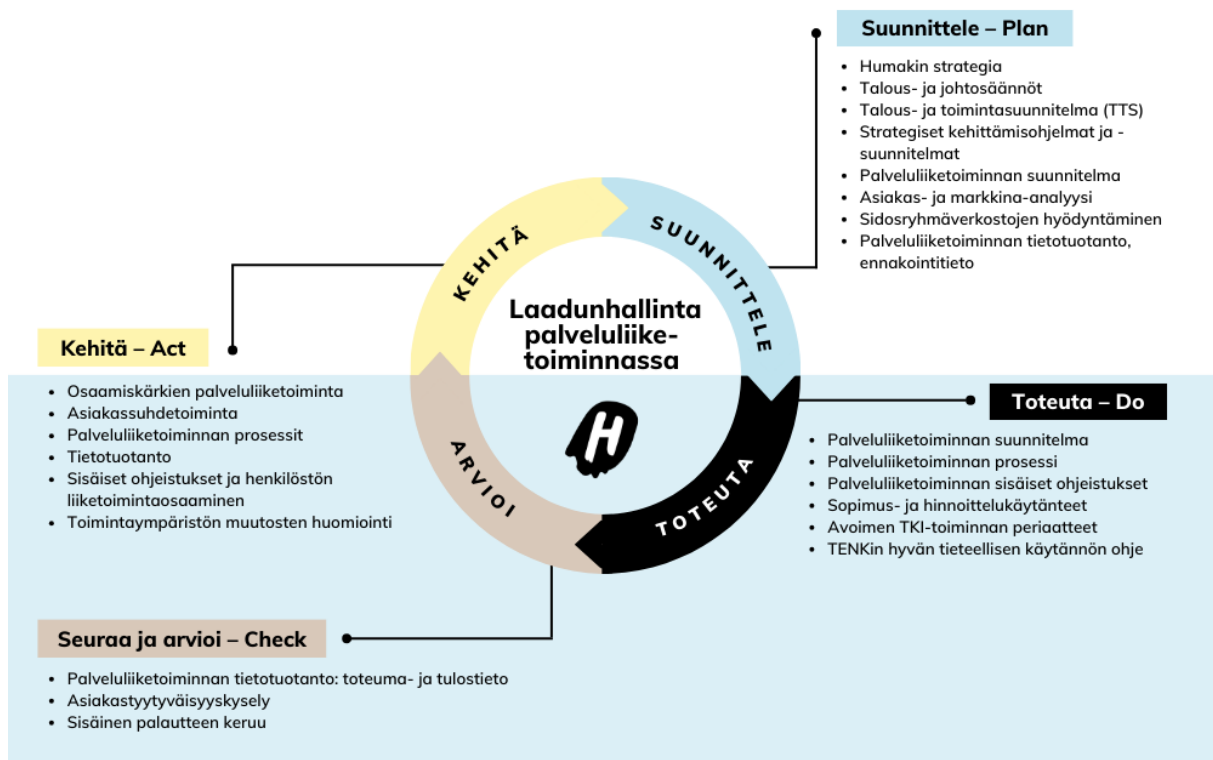 Suunnittele – Plan
• Humakin strategia
• Talous- ja johtosäännöt
• Talous- ja toimintasuunnitelma (TTS)
• Strategiset kehittämisohjelmat ja -
suunnitelmat
• Palveluliiketoiminnan suunnitelma
• Asiakas- ja markkina-analyysi
• Sidosryhmäverkostojen hyödyntäminen
• Palveluliiketoiminnan tietotuotanto,
ennakointitieto
KEHITÄ
SUUNNITTELE
TOTEUTA
ARVIOI
Laadunhallinta
palveluliike-
toiminnassa
H
Kehitä – Act
• Osaamiskärkien palveluliiketoiminta
• Asiakassuhdetoiminta
• Palveluliiketoiminnan prosessit
• Tietotuotanto
• Sisäiset ohjeistukset ja henkilöstön
liiketoimintaosaaminen
• Toimintaympäristön muutosten huomiointi
Toteuta – Do
• Palveluliiketoiminnan suunnitelma
• Palveluliiketoiminnan prosessi
• Palveluliiketoiminnan sisäiset ohjeistukset
• Sopimus- ja hinnoittelukäytänteet
• Avoimen TKI-toiminnan periaatteet
• TENKin hyvän tieteellisen käytännön ohje
Seuraa ja arvioi – Check
• Palveluliiketoiminnan tietotuotanto: toteuma- ja tulostieto
• Asiakastyytyväisyyskysely
• Sisäinen palautteen keruu